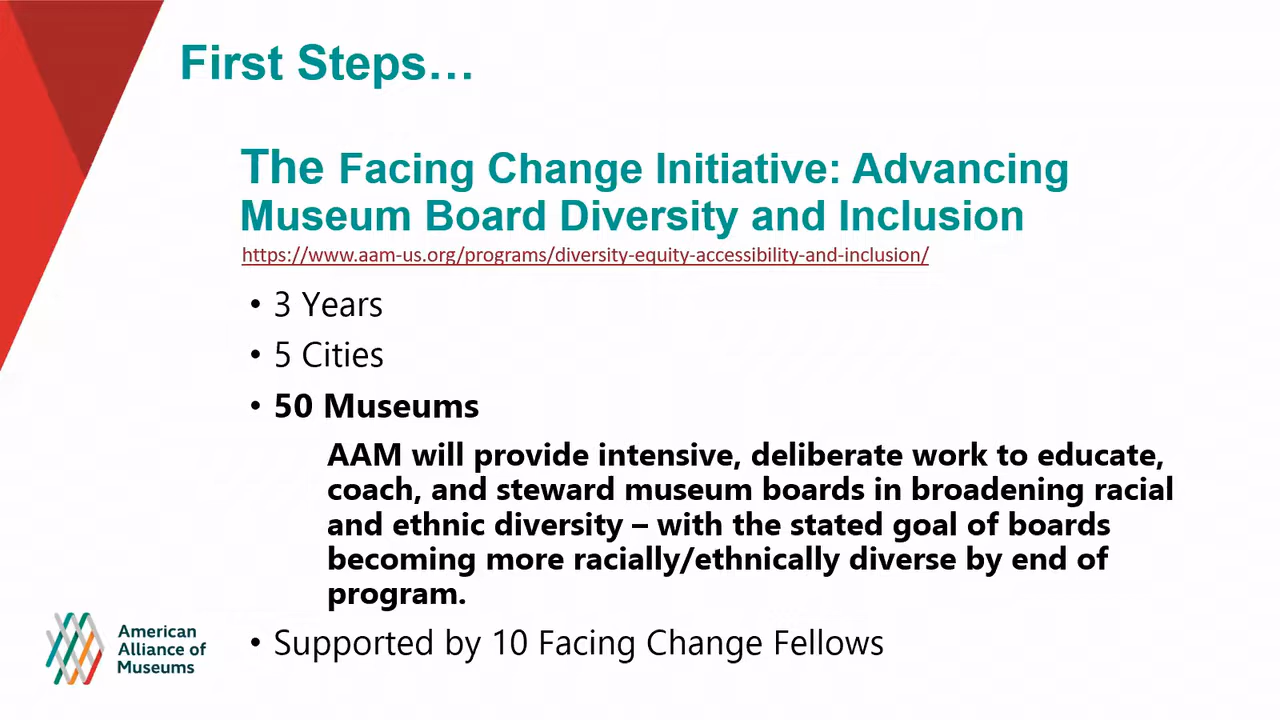 First Steps…
The Facing Change Initiative: Advancing
Museum Board Diversity and Inclusion
https://www.aam-us.org/programs/diversity-equity-accessibility-and-inclusion/
• 3 Years
• 5 Cities
• 50 Museums
AAM will provide intensive, deliberate work to educate,
coach, and steward museum boards in broadening racial
and ethnic diversity – with the stated goal of boards
becoming more racially/ethnically diverse by end of
program.
• Supported by 10 Facing Change Fellows
American
Alliance of
Museums